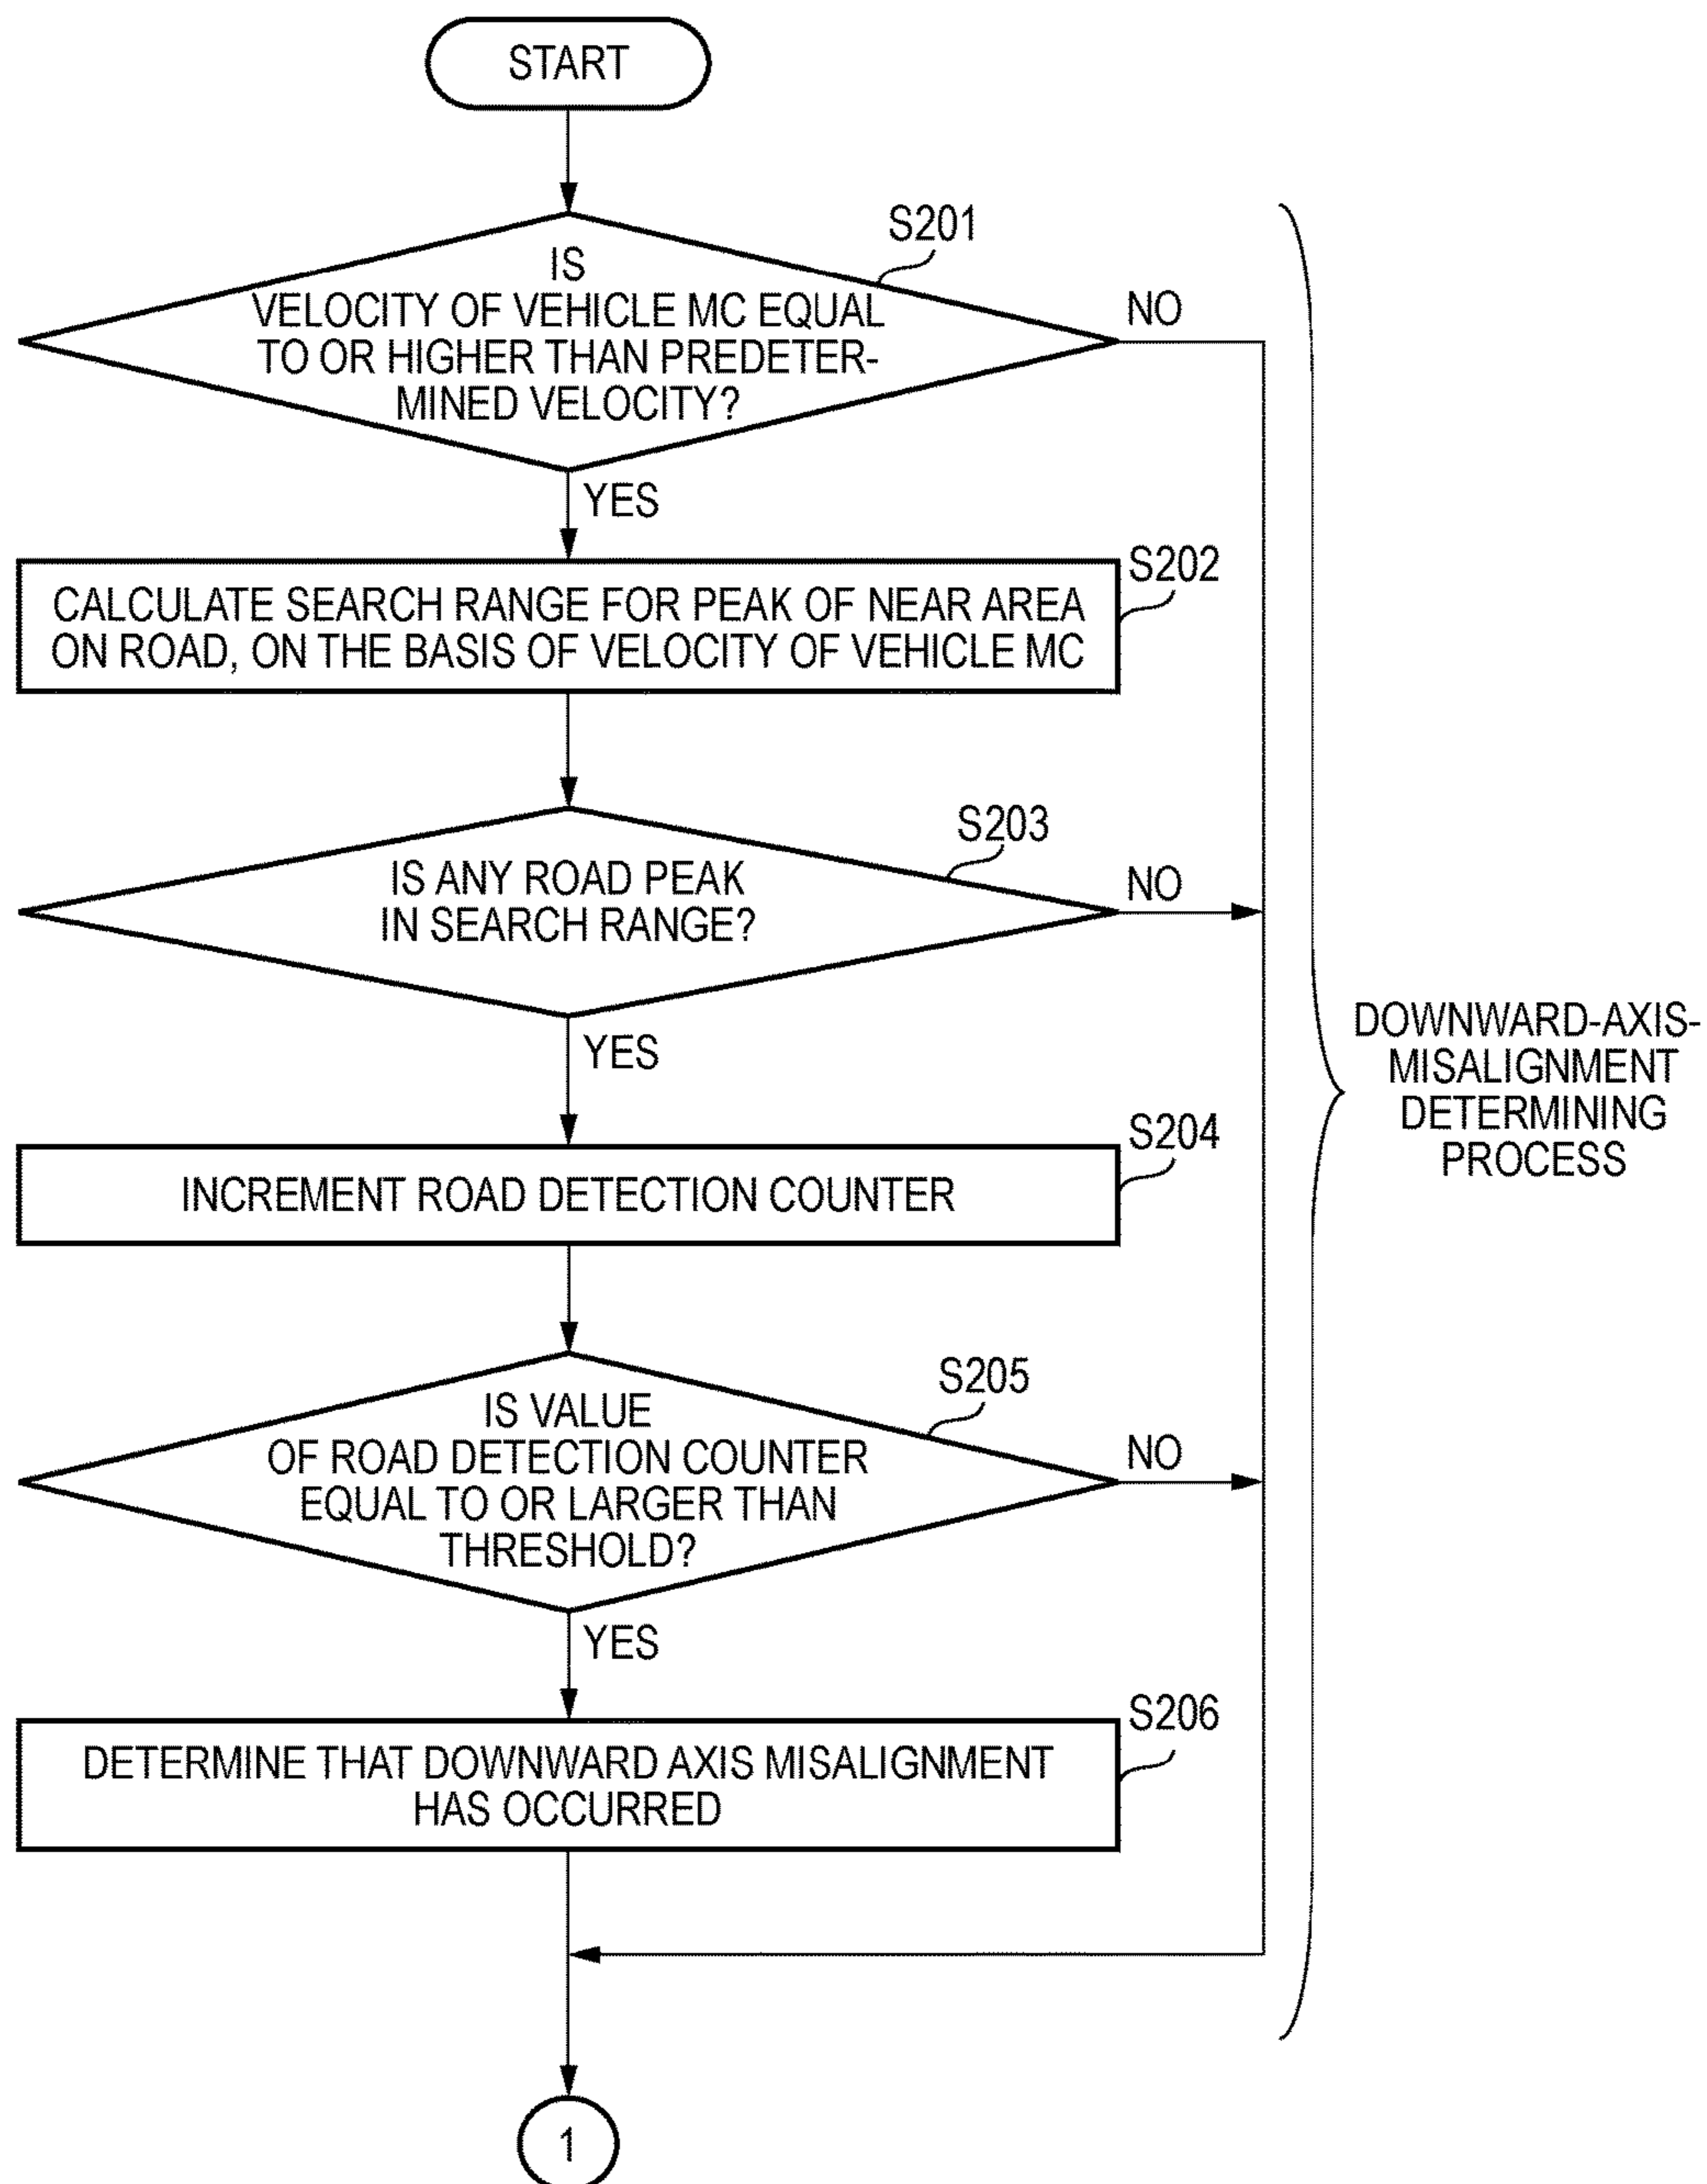 START
S201
IS
VELOCITY OF VEHICLE MC EQUAL
TO OR HIGHER THAN PREDETER-
MINED VELOCITY?
NO
YES
S202
CALCULATE SEARCH RANGE FOR PEAK OF NEAR AREA
ON ROAD, ON THE BASIS OF VELOCITY OF VEHICLE MC
S203
IS ANY ROAD PEAK
IN SEARCH RANGE?
NO
YES
DOWNWARD-AXIS-
MISALIGNMENT
DETERMINING
PROCESS
S204
INCREMENT ROAD DETECTION COUNTER
S205
IS VALUE
OF ROAD DETECTION COUNTER
EQUAL TO OR LARGER THAN
THRESHOLD?
NO
YES
S206
DETERMINE THAT DOWNWARD AXIS MISALIGNMENT
HAS OCCURRED
1